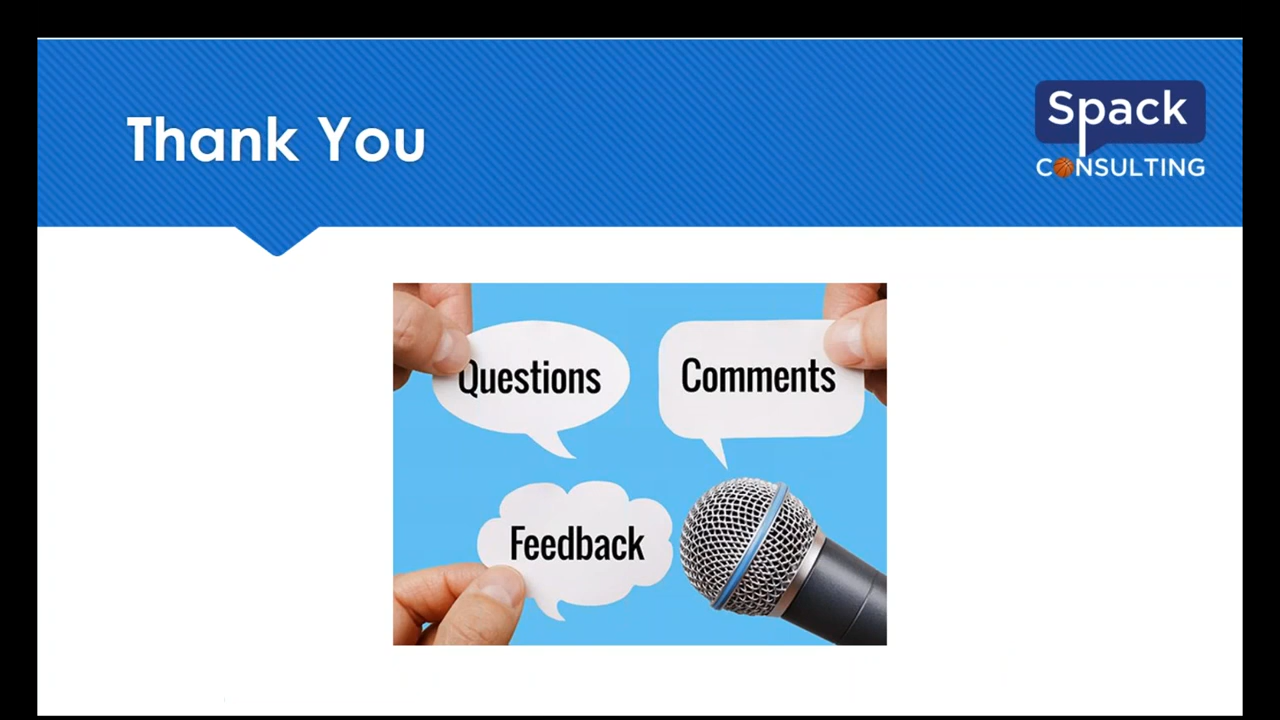 Thank You
Spack
CONSULTING
Questions
Comments
Feedback